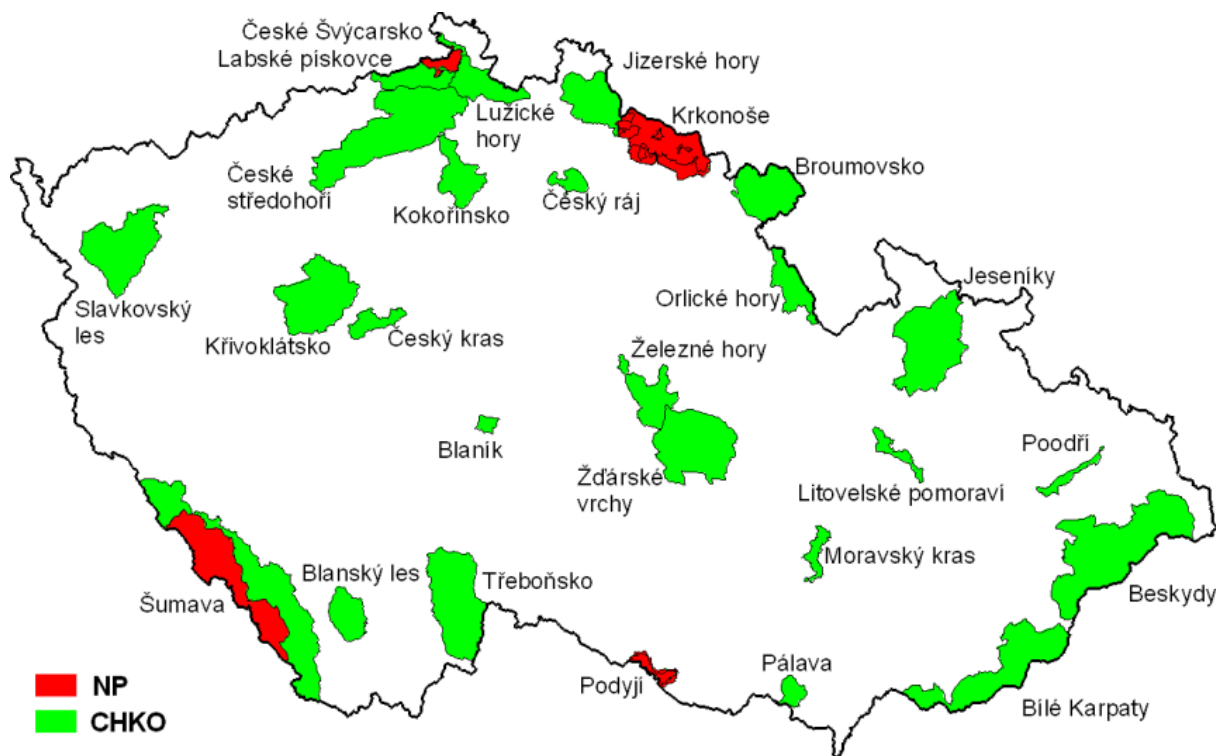 České Švýcarsko
Labské pískovce
Jizerské hory
Lužické
hory
Krkonoše
České
středohoří
Kokořínsko
Český ráj
Broumovsko
Slavkovský
les
Křivoklátsko
Český kras
Orlické hory
Jeseníky
Železné hory
Blaník
Žďárské
vrchy
Litovelské pomoraví
Poodří
Moravský kras
Beskydy
Šumava
Blanský les
Třeboňsko
Podyjí
Pálava
Bílé Karpaty
NP
CHKO